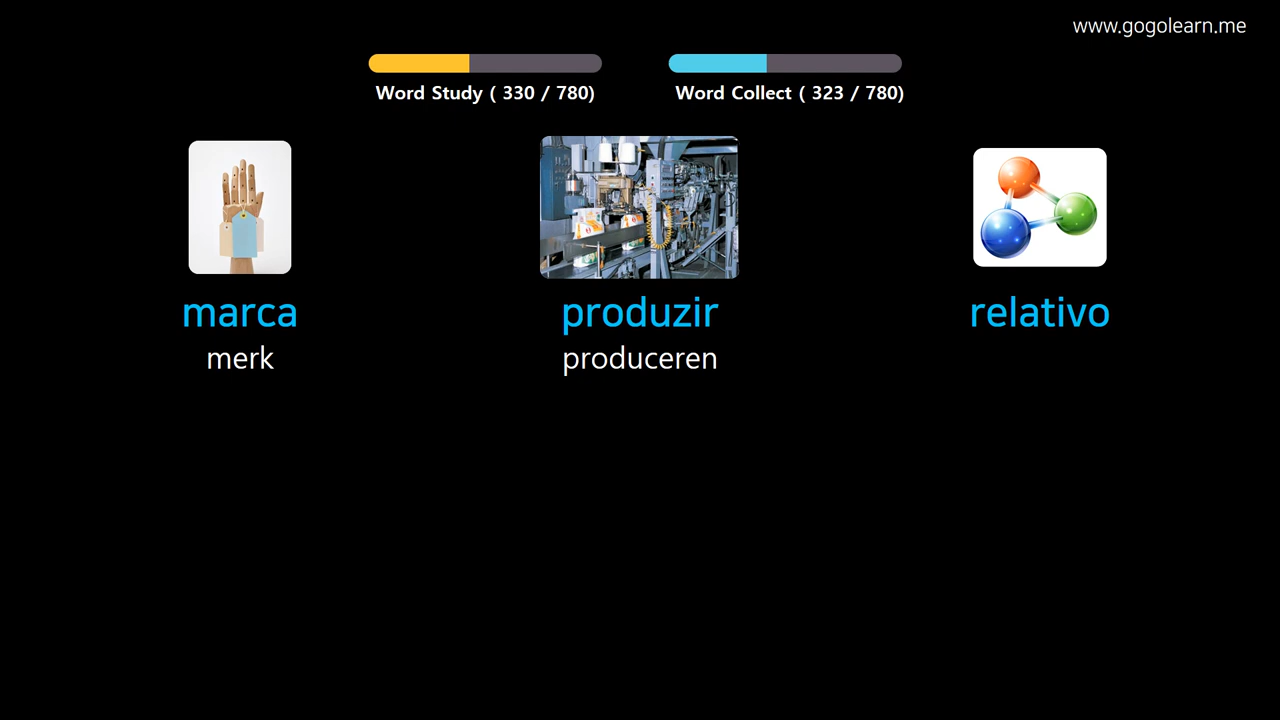 www.gogolearn.me
Word Study ( 330 / 780)
Word Collect ( 323 / 780)
marca
merk
produzir
produceren
relativo